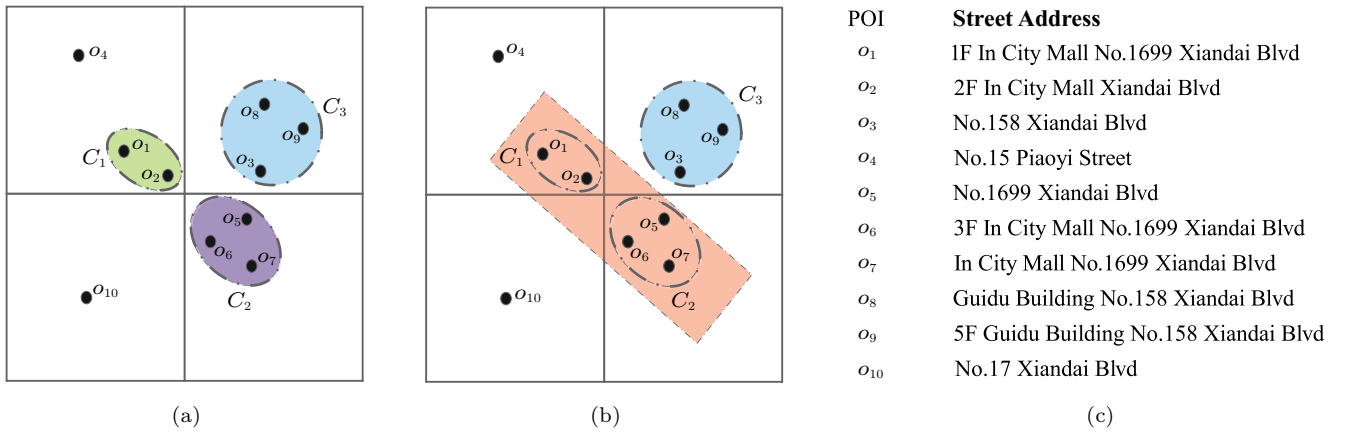 o4
o8
C3
o9
o1
C1
o3
o2
o5
o6
o7
o10
C2
(a)
o4
o8
C3
o9
C1
o1
o3
o2
o5
o6
o7
o10
C2
(b)
POI Street Address
o1 1F In City Mall No.1699 Xiandai Blvd
o2 2F In City Mall Xiandai Blvd
o3 No.158 Xiandai Blvd
o4 No.15 Piaoyi Street
o5 No.1699 Xiandai Blvd
o6 3F In City Mall No.1699 Xiandai Blvd
o7 In City Mall No.1699 Xiandai Blvd
o8 Guidu Building No.158 Xiandai Blvd
o9 5F Guidu Building No.158 Xiandai Blvd
o10 No.17 Xiandai Blvd
(c)